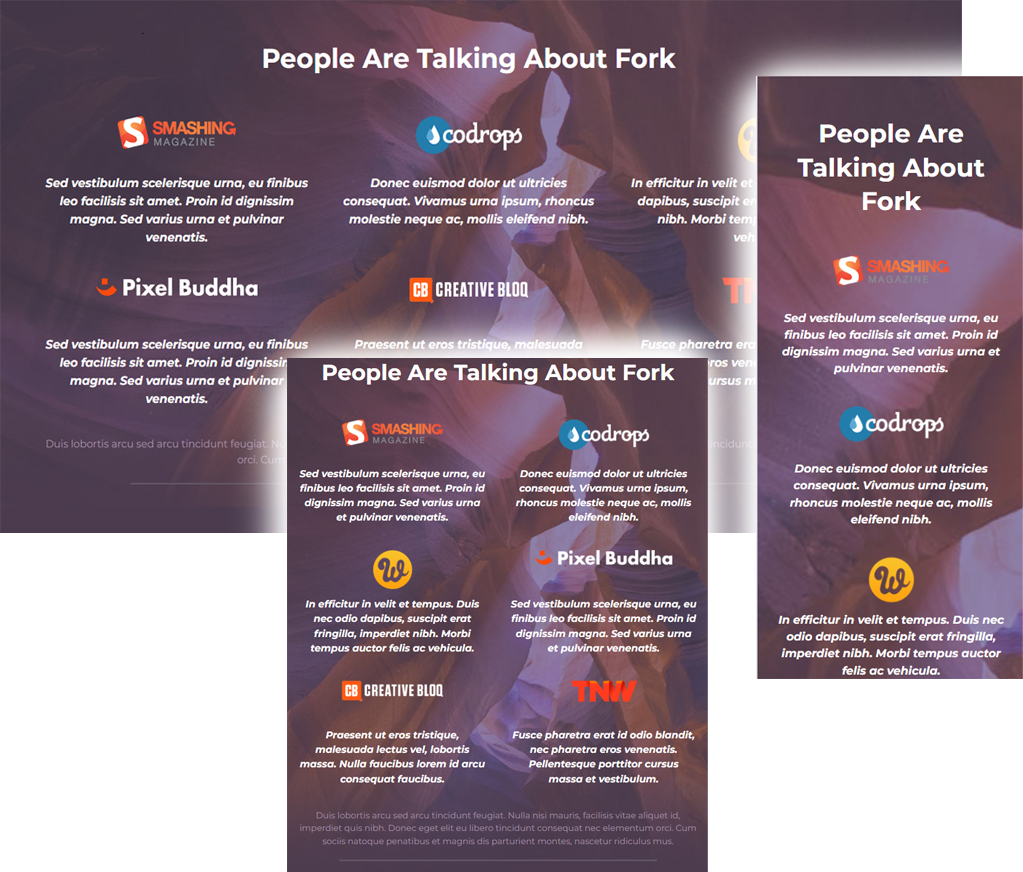 People Are Talking About Fork
SMASHING
MAGAZINE
codrops
Sed vestibulum scelerisque urna, eu finibus
leo facilisis sit amet. Proin id dignissim
magna. Sed varius urna et pulvinar
venenatis.
Donec euismod dolor ut ultricies
consequat. Vivamus urna ipsum, rhoncus
molestie neque ac, mollis eleifend nibh.
In efficitur in velit et
dapibus, suscipit
nibh. Morbi
Pixel Buddha
CB CREATIVE BLOQ
Sed vestibulum scelerisque urna, eu finibus
leo facilisis sit amet. Proin id dignissim
magna. Sed varius urna et pulvinar
venenatis.
Praesent ut eros tristique, malesuada
Fusce pharetra
Duis lobortis arcu sed arcu tincidunt feugiat.
orci. Cum
People Are
Talking About
Fork
SMASHING
MAGAZINE
Sed vestibulum scelerisque urna, eu
finibus leo facilisis sit amet. Proin id
dignissim magna. Sed varius urna et
pulvinar venenatis.
codrops
Donec euismod dolor ut ultricies
consequat. Vivamus urna ipsum,
rhoncus molestie neque ac, mollis
eleifend nibh.
W
In efficitur in velit et tempus. Duis nec
odio dapibus, suscipit erat fringilla,
imperdiet nibh. Morbi tempus auctor
felis ac vehicula.
People Are Talking About Fork
SMASHING
MAGAZINE
codrops
Sed vestibulum scelerisque urna, eu
finibus leo facilisis sit amet. Proin id
dignissim magna. Sed varius urna
et pulvinar venenatis.
Donec euismod dolor ut ultricies
consequat. Vivamus urna ipsum,
rhoncus molestie neque ac, mollis
eleifend nibh.
W
Pixel Buddha
In efficitur in velit et tempus. Duis
nec odio dapibus, suscipit erat
fringilla, imperdiet nibh. Morbi
tempus auctor felis ac vehicula.
Sed vestibulum scelerisque urna, eu
finibus leo facilisis sit amet. Proin id
dignissim magna. Sed varius urna
et pulvinar venenatis.
CB CREATIVE BLOQ
TNW
Praesent ut eros tristique,
malesuada lectus vel, lobortis
massa. Nulla faucibus lorem id arcu
consequat faucibus.
Fusce pharetra erat id odio blandit,
nec pharetra eros venenatis.
Pellentesque porttitor cursus
massa et vestibulum.
Duis lobortis arcu sed arcu tincidunt feugiat. Nulla nisi mauris, facilisis vitae aliquet id,
imperdiet quis nibh. Donec eget elit eu libero tincidunt consequat nec elementum orci. Cum
sociis natoque penatibus et magnis dis parturient montes, nascetur ridiculus mus.